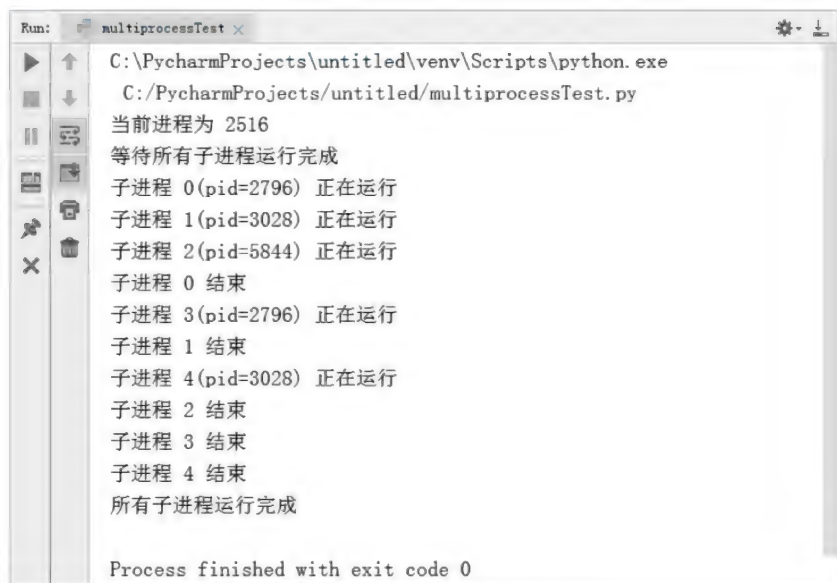 Run: multiprocessTest
C:\PycharmProjects\untitled\venv\Scripts\python.exe
C:/PycharmProjects/untitled/multiprocessTest.py
当前进程为 2516
等待所有子进程运行完成
子进程 0(pid=2796) 正在运行
子进程 1(pid=3028) 正在运行
子进程 2(pid=5844) 正在运行
子进程 0 结束
子进程 3(pid=2796) 正在运行
子进程 1 结束
子进程 4(pid=3028) 正在运行
子进程 2 结束
子进程 3 结束
子进程 4 结束
所有子进程运行完成
Process finished with exit code 0